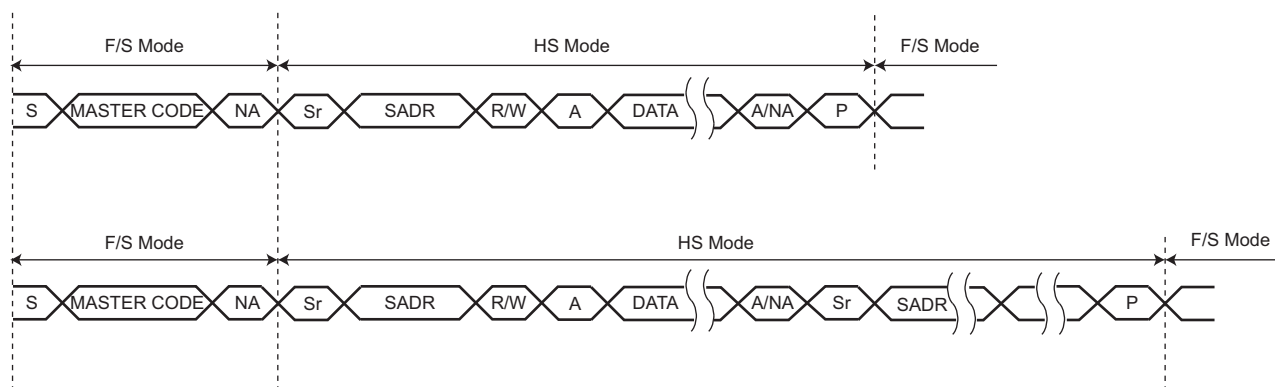 F/S Mode HS Mode F/S Mode
S MASTER CODE NA Sr SADR R/W A DATA A/NA P
F/S Mode HS Mode F/S Mode
S MASTER CODE NA Sr SADR R/W A DATA A/NA Sr SADR P